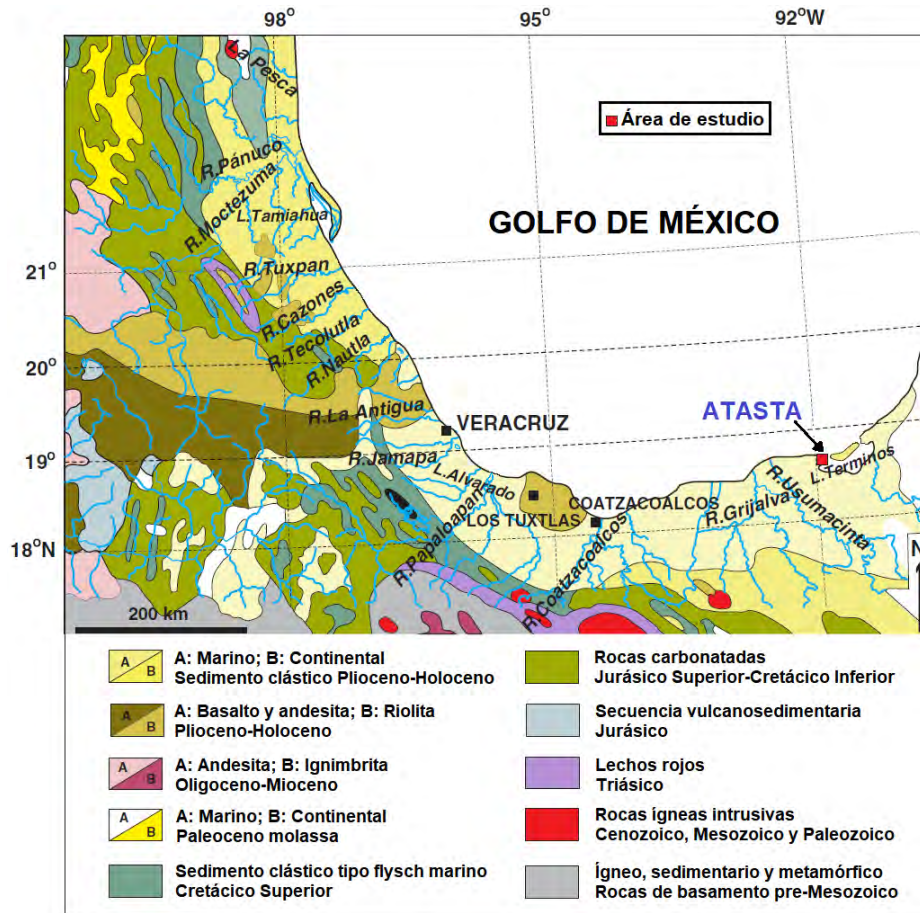 98°
95°
92°W
La Pesca
Área de estudio
R.Pánuco
R.Moctezuma
L.Tamiahua
GOLFO DE MÉXICO
21°
R.Tuxpan
R.Cazones
R.Tecolutla
R.Nautla
20°
R.La Antigua
VERACRUZ
ATASTA
19°
R.Jamapa
L.Alvarado
L.Terminos
R.Usumacinta
COATZACOALCOS
R.Grijalva
LOS TUXTLAS
18°N
R.Papaloapan
R.Coatzacoalcos
N
200 km
A B
A: Marino; B: Continental
Sedimento clástico Plioceno-Holoceno
A B
A: Basalto y andesita; B: Riolita
Plioceno-Holoceno
A B
A: Andesita; B: Ignimbrita
Oligoceno-Mioceno
A B
A: Marino; B: Continental
Paleoceno molassa
Sedimento clástico tipo flysch marino
Cretácico Superior
Rocas carbonatadas
Jurásico Superior-Cretácico Inferior
Secuencia vulcanosedimentaria
Jurásico
Lechos rojos
Triásico
Rocas ígneas intrusivas
Cenozoico, Mesozoico y Paleozoico
Ígneo, sedimentario y metamórfico
Rocas de basamento pre-Mesozoico